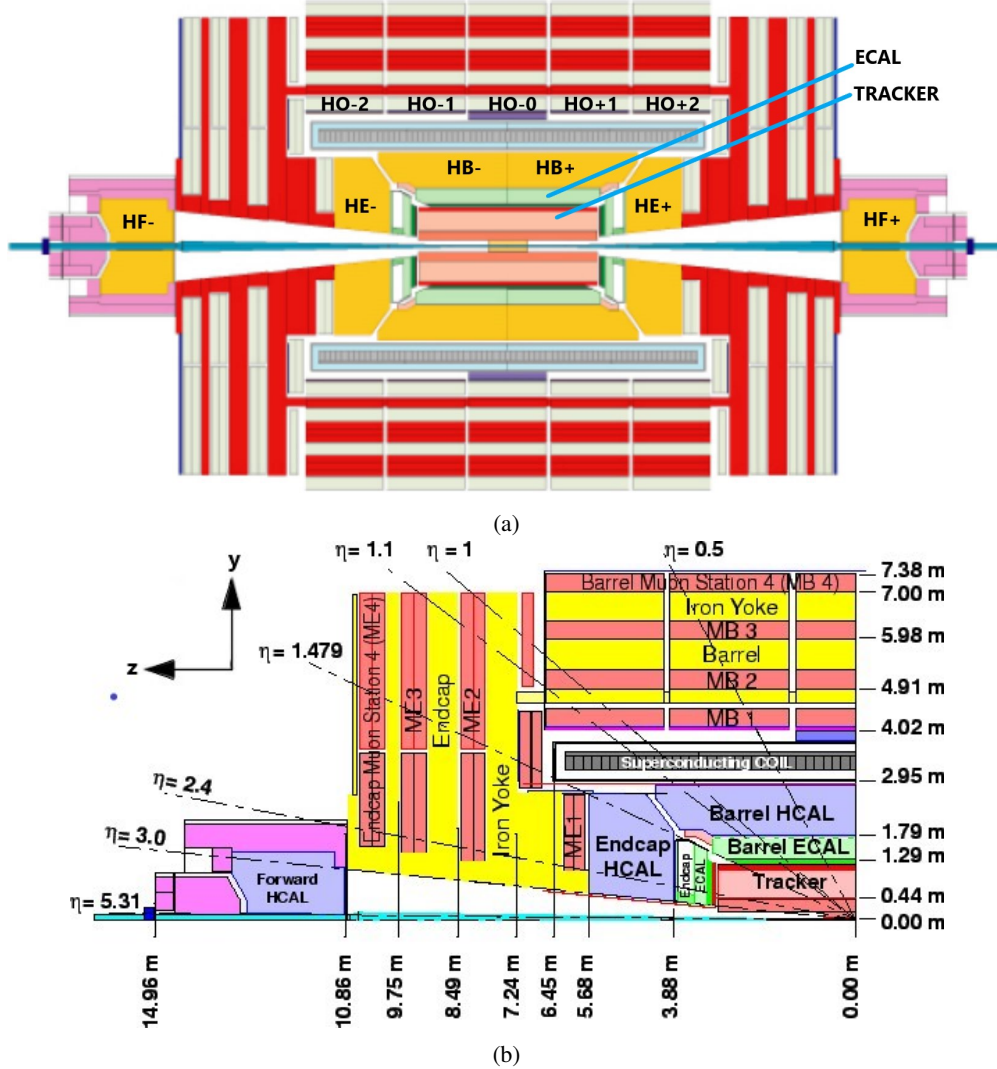 ECAL
TRACKER
HO-2 HO-1 HO-0 HO+1 HO+2
HB- HB+
HE- HE+
HF- HF+
(a)
η= 1.1 η= 1 η= 0.5
y
z
η= 1.479
η= 2.4
η= 3.0
η= 5.31
Endcap Muon Station 4 (ME4)
ME3
Endcap
ME2
Iron Yoke
ME1
Barrel Muon Station 4 (MB 4)
Iron Yoke
MB 3
Barrel
MB 2
MB 1
Superconducting COIL
Barrel HCAL
Endcap
HCAL
Barrel ECAL
Endcap
ECAL
Tracker
Forward
HCAL
7.38 m
7.00 m
5.98 m
4.91 m
4.02 m
2.95 m
1.79 m
1.29 m
0.44 m
0.00 m
14.96 m
10.86 m
9.75 m
8.49 m
7.24 m
6.45 m
5.68 m
3.88 m
0.00 m
(b)